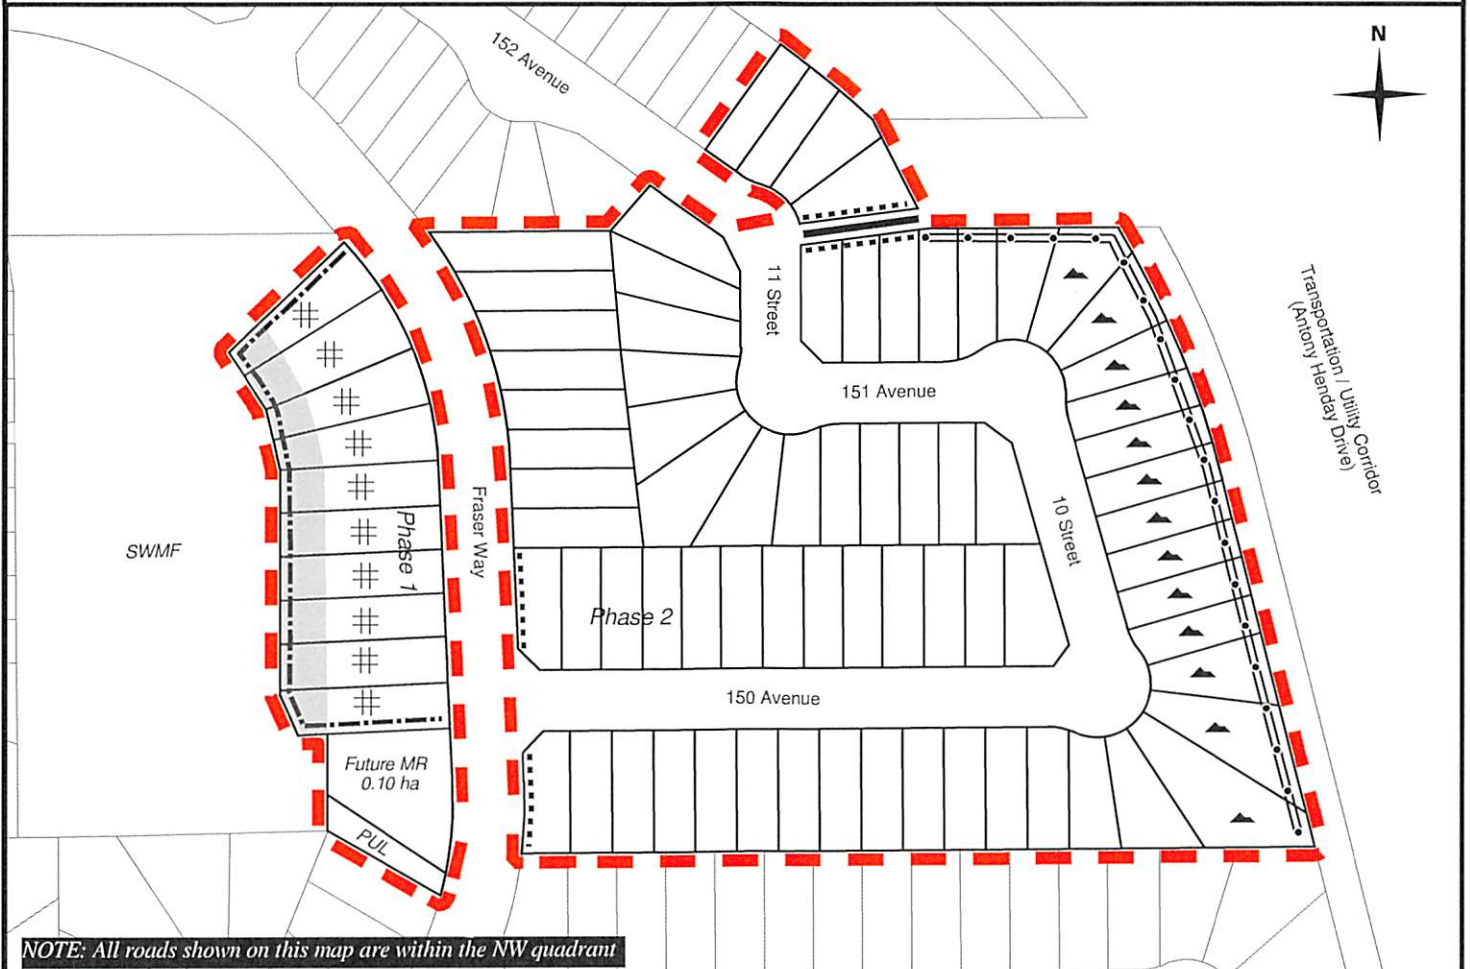 N
152 Avenue
11 Street
Transportation / Utility Corridor
(Antony Henday Drive)
151 Avenue
Phase 1
Fraser Way
10 Street
SWMF
Phase 2
150 Avenue
Future MR
0.10 ha
PUL
NOTE: All roads shown on this map are within the NW quadrant